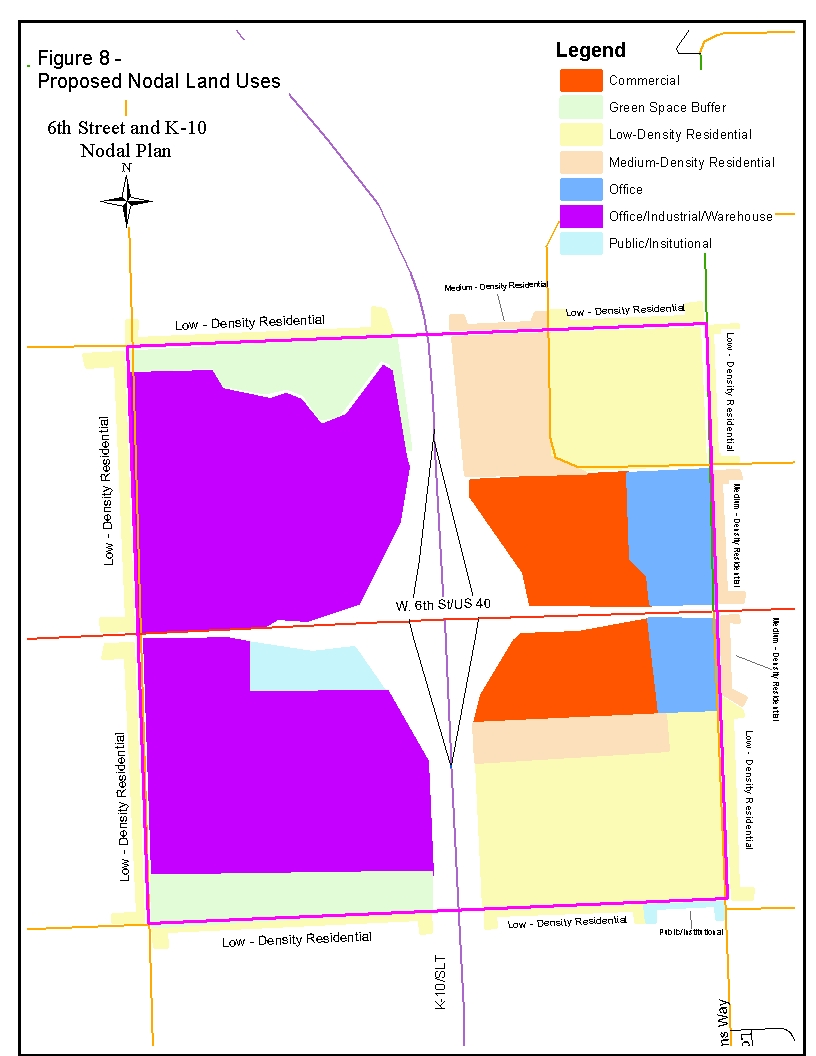 Figure 8 -
Proposed Nodal Land Uses
6th Street and K-10
Nodal Plan
N
Legend
Commercial
Green Space Buffer
Low-Density Residential
Medium-Density Residential
Office
Office/Industrial/Warehouse
Public/Insitutional
Medium - Density Residential
Low - Density Residential
Low - Density Residential
Low - Density Residential
Low - Density Residential
Medium - Density Residential
W. 6th St/US 40
Medium - Density Residential
Low - Density Residential
Low - Density Residential
Low - Density Residential
Low - Density Residential
Public/Institutional
K-10/SLT
ns Way